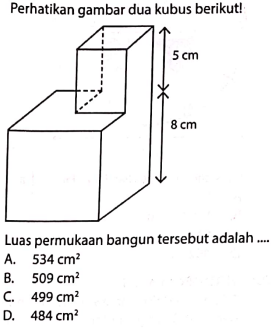 Perhatikan gambar dua kubus berikut!
5 cm
8 cm
Luas permukaan bangun tersebut adalah ....
A. 534 cm²
B. 509 cm²
C. 499 cm²
D. 484 cm²